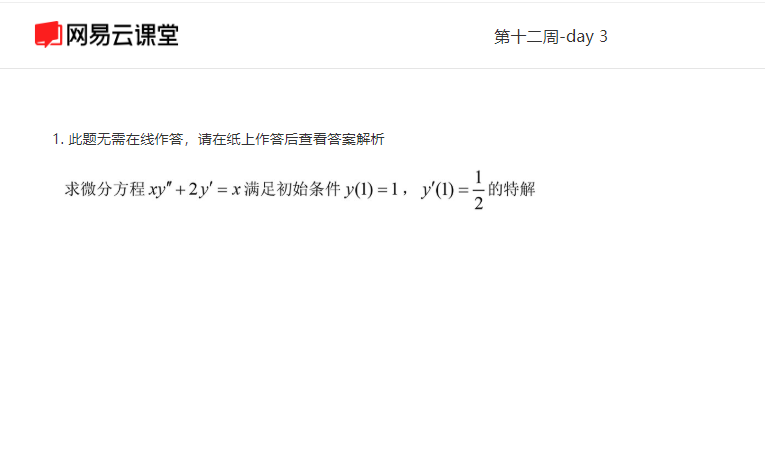 网易云课堂
第十二周-day 3
1. 此题无需在线作答，请在纸上作答后查看答案解析
求微分方程 xy″ + 2y′ = x 满足初始条件 y(1) = 1， y′(1) = 1/2 的特解